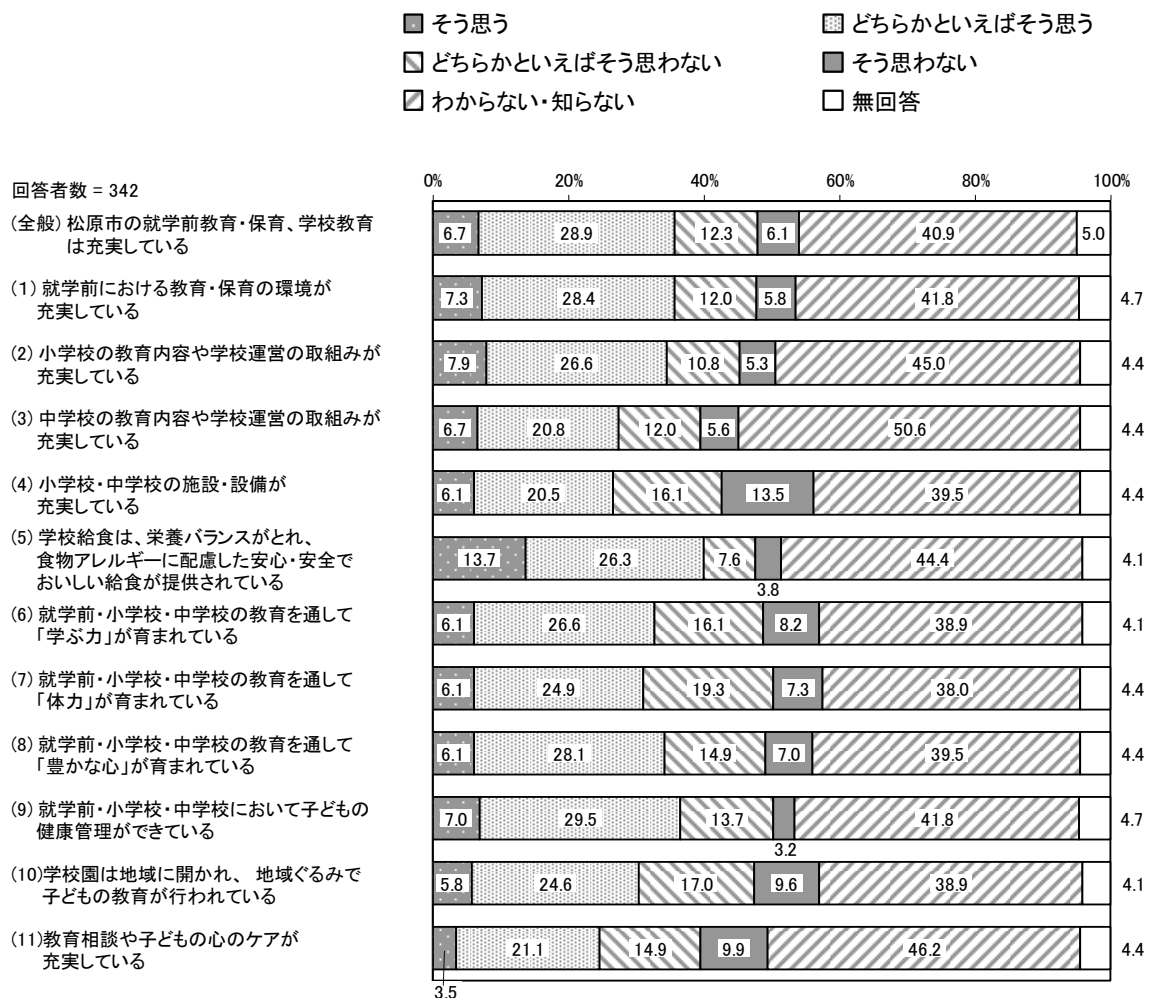 そう思う
どちらかといえばそう思う
どちらかといえばそう思わない
そう思わない
わからない・知らない
無回答
回答者数 = 342
0% 20% 40% 60% 80% 100%
(全般) 松原市の就学前教育・保育、学校教育
は充実している
6.7 28.9 12.3 6.1 40.9 5.0
(1) 就学前における教育・保育の環境が
充実している
7.3 28.4 12.0 5.8 41.8 4.7
(2) 小学校の教育内容や学校運営の取組みが
充実している
7.9 26.6 10.8 5.3 45.0 4.4
(3) 中学校の教育内容や学校運営の取組みが
充実している
6.7 20.8 12.0 5.6 50.6 4.4
(4) 小学校・中学校の施設・設備が
充実している
6.1 20.5 16.1 13.5 39.5 4.4
(5) 学校給食は、栄養バランスがとれ、
食物アレルギーに配慮した安心・安全で
おいしい給食が提供されている
13.7 26.3 7.6 3.8 44.4 4.1
(6) 就学前・小学校・中学校の教育を通して
「学ぶ力」が育まれている
6.1 26.6 16.1 8.2 38.9 4.1
(7) 就学前・小学校・中学校の教育を通して
「体力」が育まれている
6.1 24.9 19.3 7.3 38.0 4.4
(8) 就学前・小学校・中学校の教育を通して
「豊かな心」が育まれている
6.1 28.1 14.9 7.0 39.5 4.4
(9) 就学前・小学校・中学校において子どもの
健康管理ができている
7.0 29.5 13.7 3.2 41.8 4.7
(10)学校園は地域に開かれ、 地域ぐるみで
子どもの教育が行われている
5.8 24.6 17.0 9.6 38.9 4.1
(11)教育相談や子どもの心のケアが
充実している
3.5 21.1 14.9 9.9 46.2 4.4